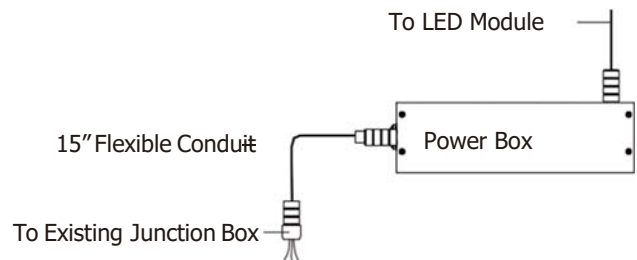 To LED Module
15" Flexible Conduit
Power Box
To Existing Junction Box